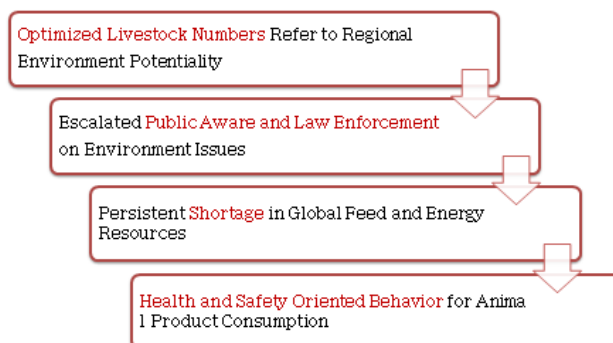 Optimized Livestock Numbers Refer to Regional
Environment Potentiality
Escalated Public Aware and Law Enforcement
on Environment Issues
Persistent Shortage in Global Feed and Energy
Resources
Health and Safety Oriented Behavior for Anima
l Product Consumption